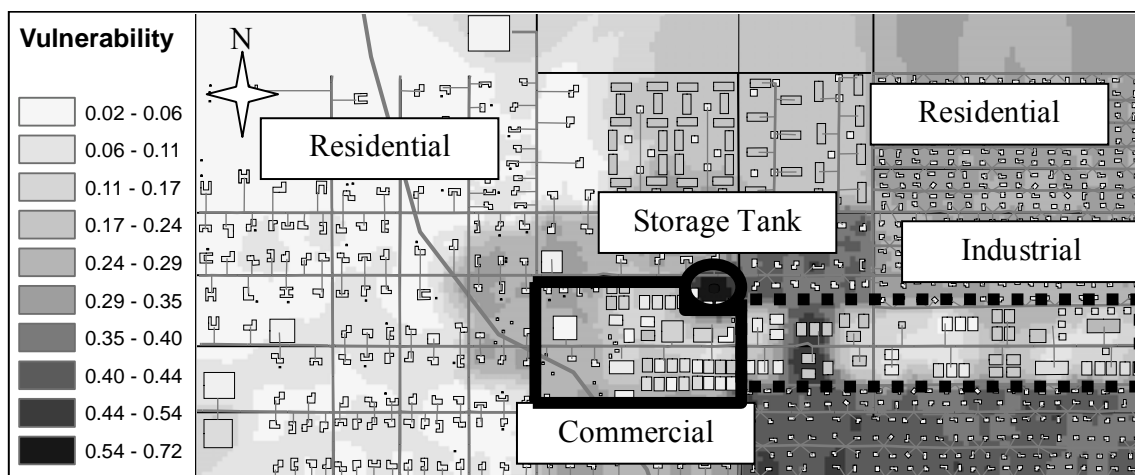 Vulnerability
0.02 - 0.06
0.06 - 0.11
0.11 - 0.17
0.17 - 0.24
0.24 - 0.29
0.29 - 0.35
0.35 - 0.40
0.40 - 0.44
0.44 - 0.54
0.54 - 0.72
N
Residential
Residential
Storage Tank
Industrial
Commercial